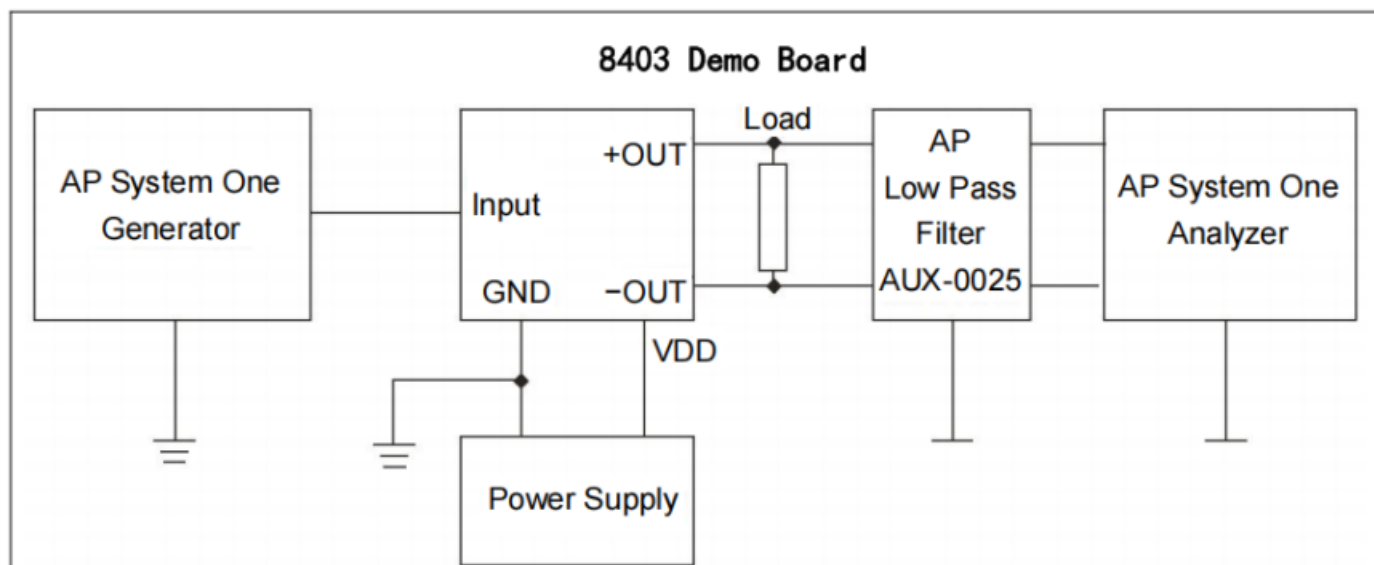 8403 Demo Board
AP System One
Generator
Input
GND
+OUT
−OUT
VDD
Load
AP
Low Pass
Filter
AUX-0025
AP System One
Analyzer
Power Supply